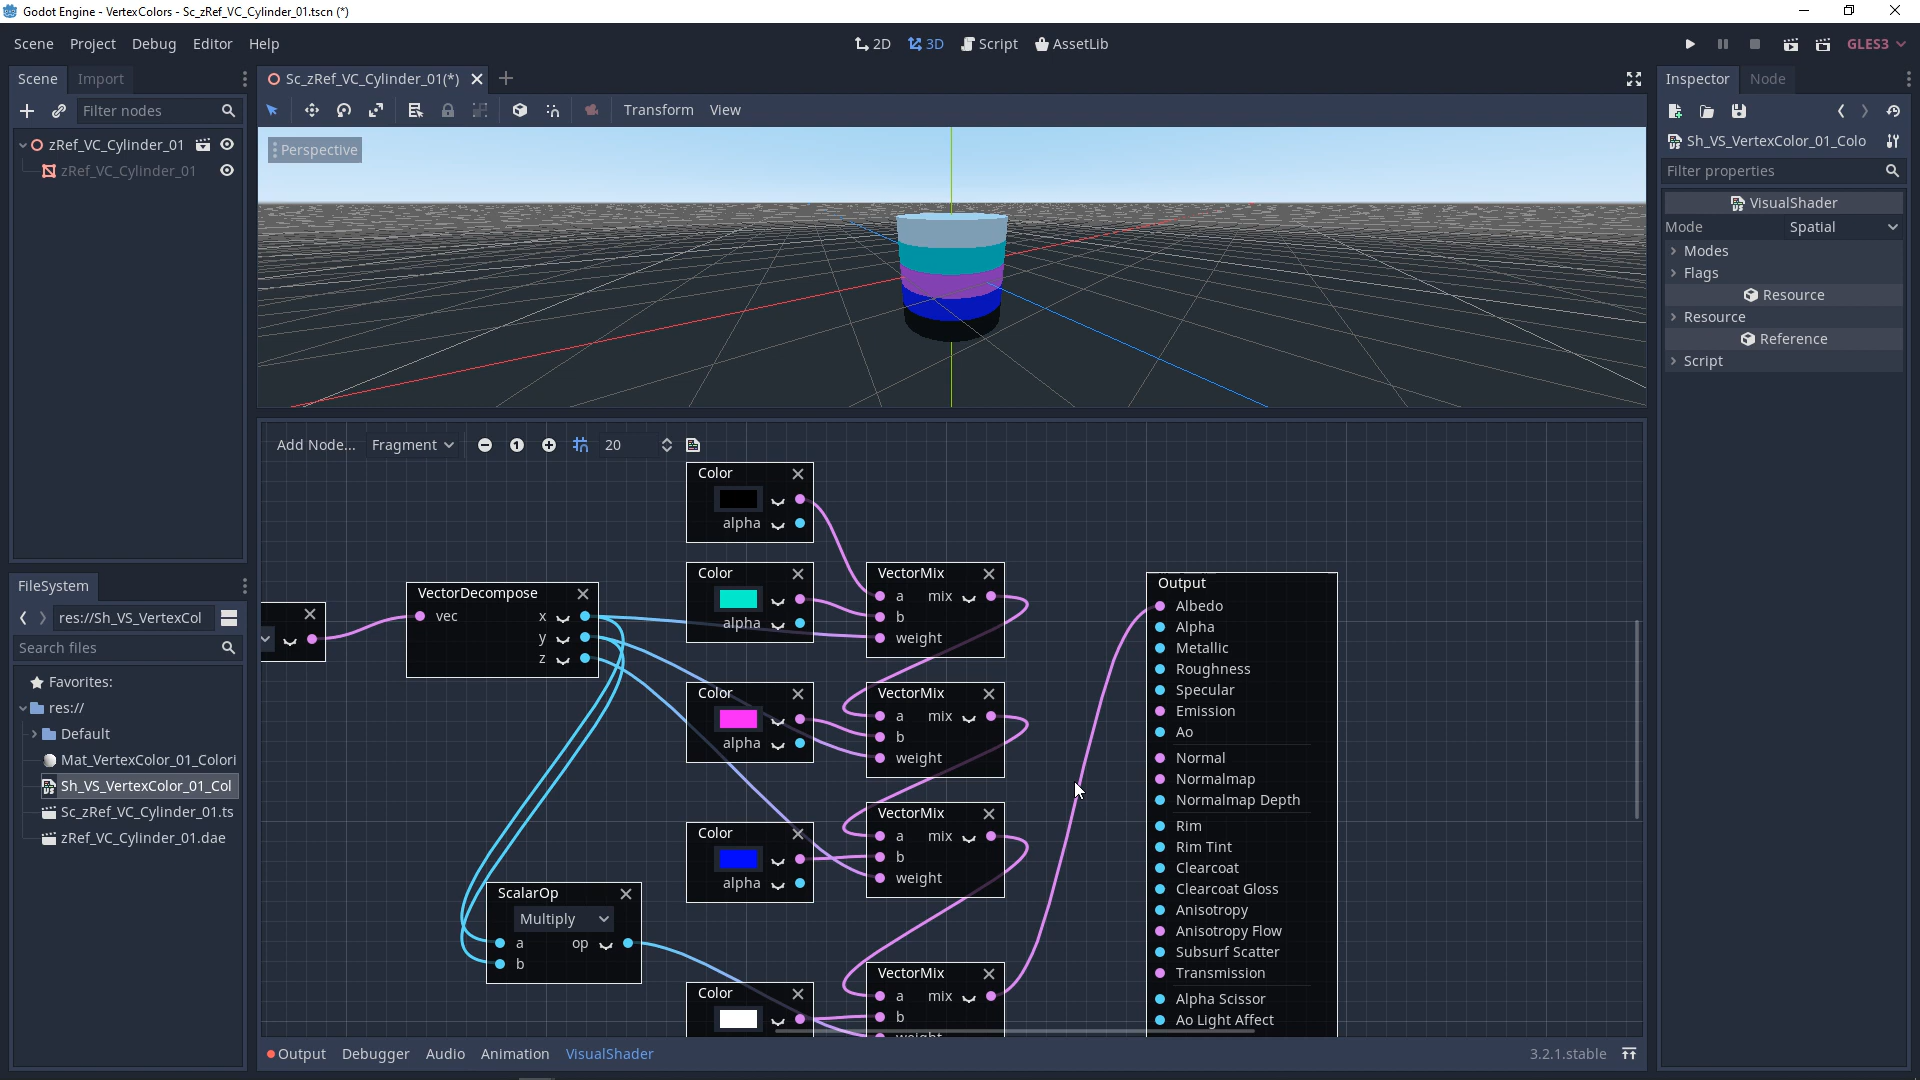 Godot Engine - VertexColors - Sc_zRef_VC_Cylinder_01.tscn (*)
Scene Project Debug Editor Help
2D 3D Script AssetLib
GLES3
Scene Import
Filter nodes
zRef_VC_Cylinder_01
zRef_VC_Cylinder_01
FileSystem
res://Sh_VS_VertexCol
Search files
Favorites:
res://
Default
Mat_VertexColor_01_Colori
Sh_VS_VertexColor_01_Col
Sc_zRef_VC_Cylinder_01.ts
zRef_VC_Cylinder_01.dae
Sc_zRef_VC_Cylinder_01(*)
Transform View
Perspective
Add Node... Fragment 1 20
VectorDecompose
vec x
y
z
ScalarOp
Multiply
a op
b
Color
alpha
Color
alpha
Color
alpha
Color
alpha
Color
VectorMix
a mix
b
weight
VectorMix
a mix
b
weight
VectorMix
a mix
b
weight
VectorMix
a mix
b
weight
Output
Albedo
Alpha
Metallic
Roughness
Specular
Emission
Ao
Normal
Normalmap
Normalmap Depth
Rim
Rim Tint
Clearcoat
Clearcoat Gloss
Anisotropy
Anisotropy Flow
Subsurf Scatter
Transmission
Alpha Scissor
Ao Light Affect
Output Debugger Audio Animation VisualShader
3.2.1.stable
Inspector Node
Sh_VS_VertexColor_01_Colo
Filter properties
VisualShader
Mode Spatial
Modes
Flags
Resource
Resource
Reference
Script